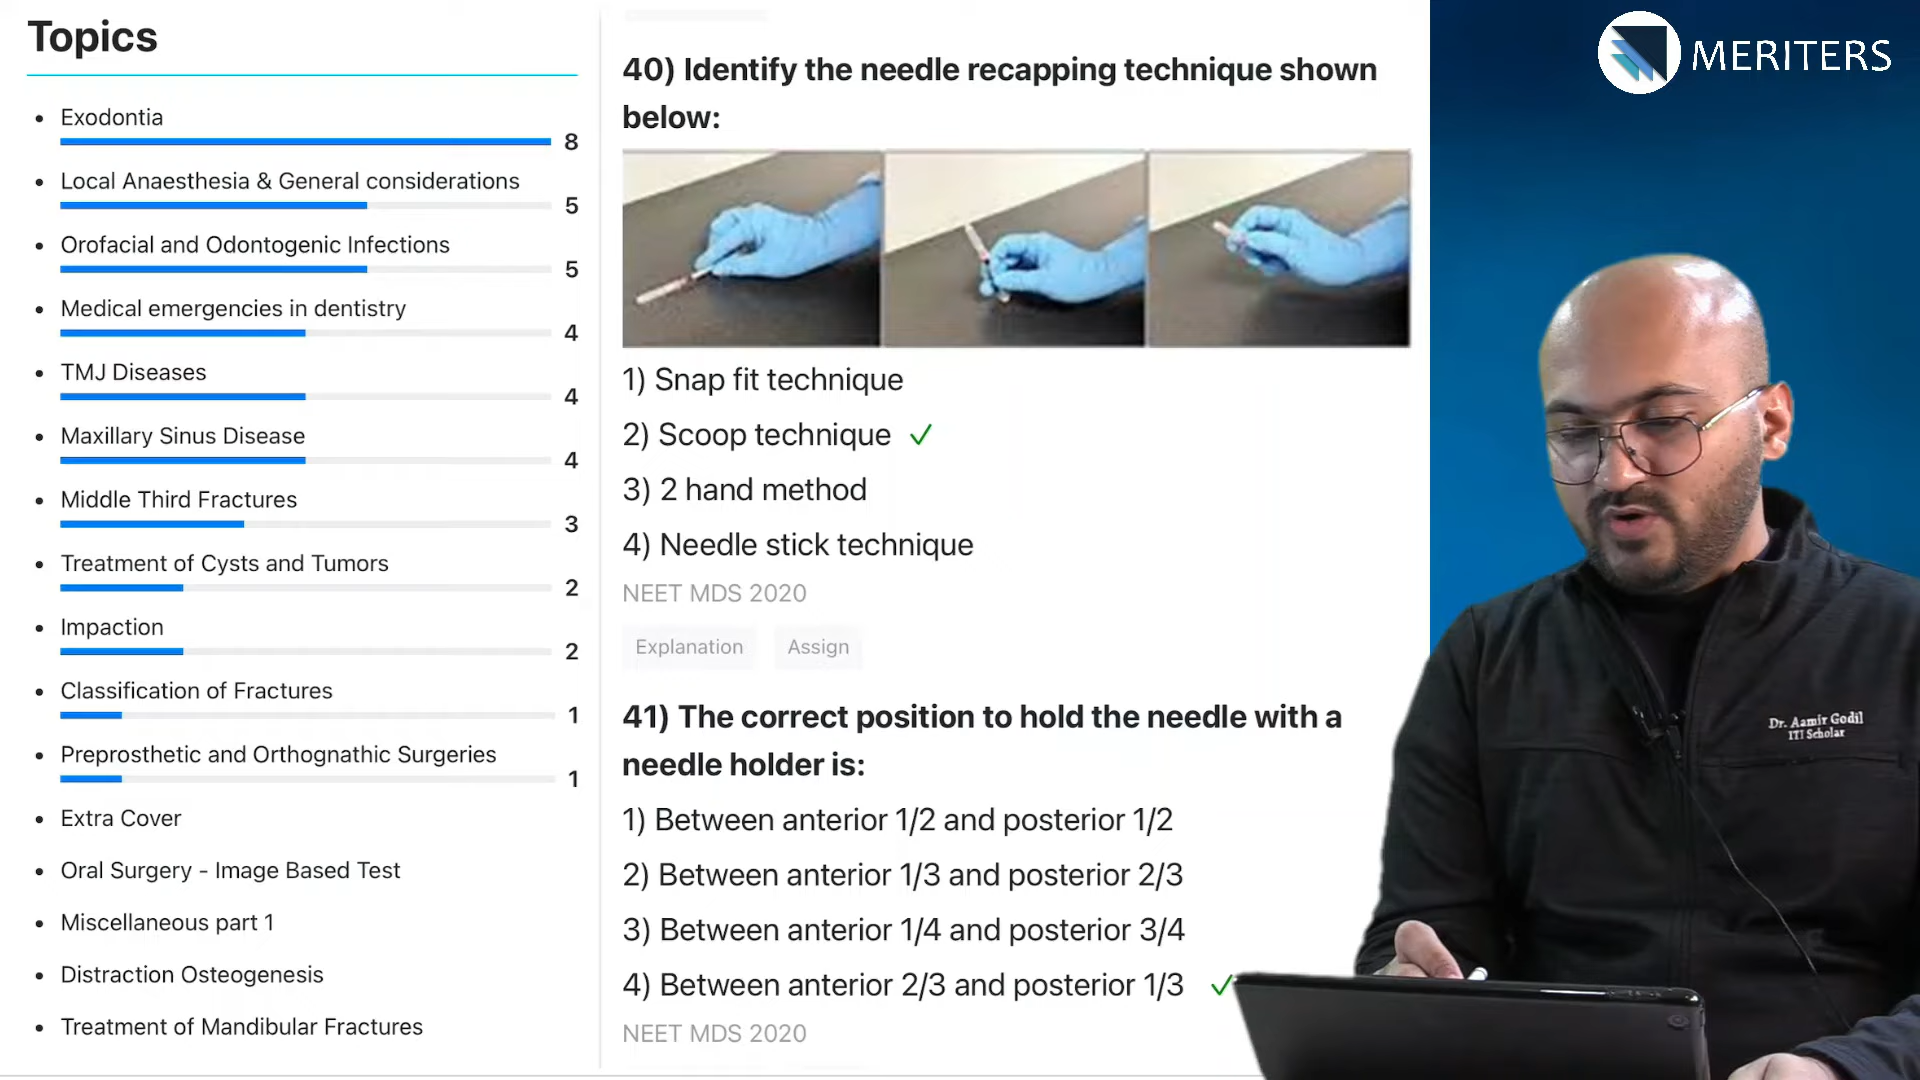 Topics
Exodontia
8
Local Anaesthesia & General considerations
5
Orofacial and Odontogenic Infections
5
Medical emergencies in dentistry
4
TMJ Diseases
4
Maxillary Sinus Disease
4
Middle Third Fractures
3
Treatment of Cysts and Tumors
2
Impaction
2
Classification of Fractures
1
Preprosthetic and Orthognathic Surgeries
1
Extra Cover
Oral Surgery - Image Based Test
Miscellaneous part 1
Distraction Osteogenesis
Treatment of Mandibular Fractures
40) Identify the needle recapping technique shown
below:
1) Snap fit technique
2) Scoop technique ✓
3) 2 hand method
4) Needle stick technique
NEET MDS 2020
Explanation Assign
41) The correct position to hold the needle with a
needle holder is:
1) Between anterior 1/2 and posterior 1/2
2) Between anterior 1/3 and posterior 2/3
3) Between anterior 1/4 and posterior 3/4
4) Between anterior 2/3 and posterior 1/3 ✓
NEET MDS 2020
MERITERS
Dr. Aamir Godil
ITI Scholar